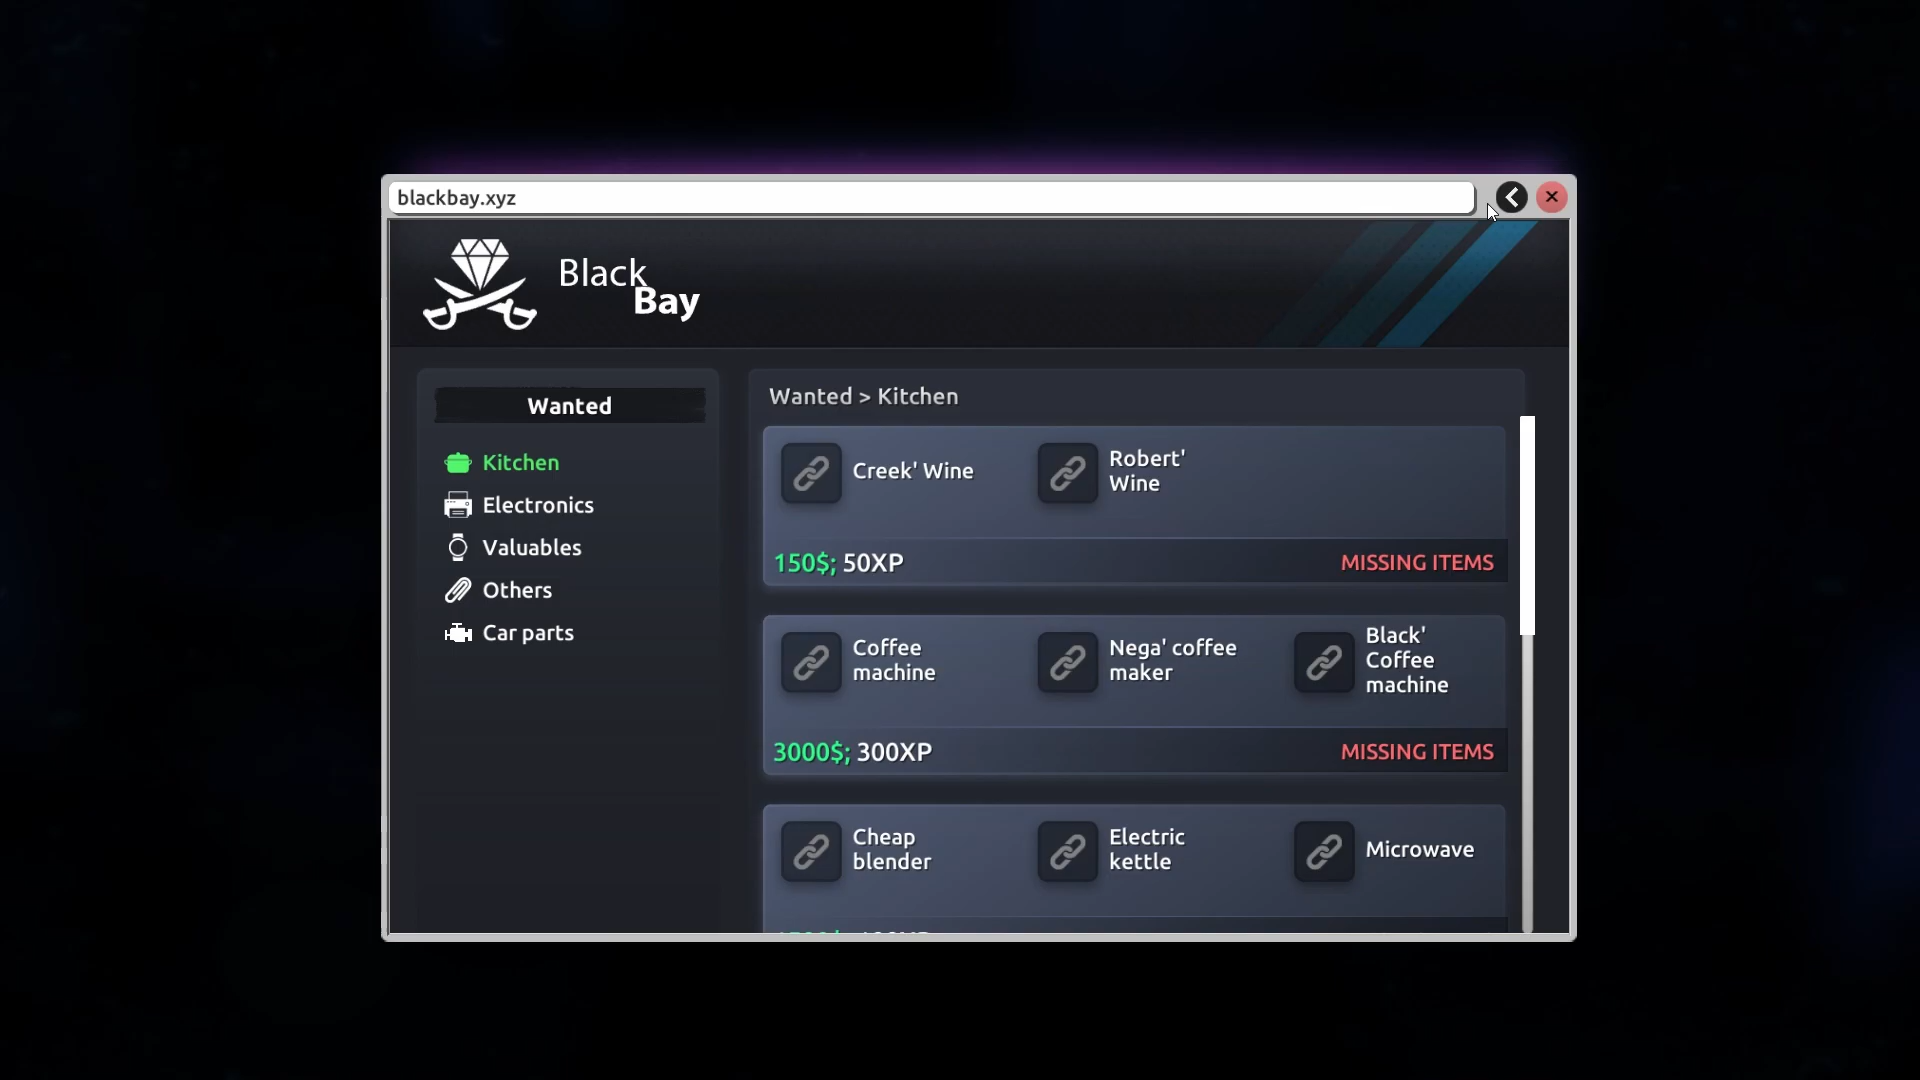 blackbay.xyz
Black
Bay
Wanted
Kitchen
Electronics
Valuables
Others
Car parts
Wanted > Kitchen
Creek' Wine
Robert'
Wine
150$; 50XP
MISSING ITEMS
Coffee
machine
Nega' coffee
maker
Black'
Coffee
machine
3000$; 300XP
MISSING ITEMS
Cheap
blender
Electric
kettle
Microwave